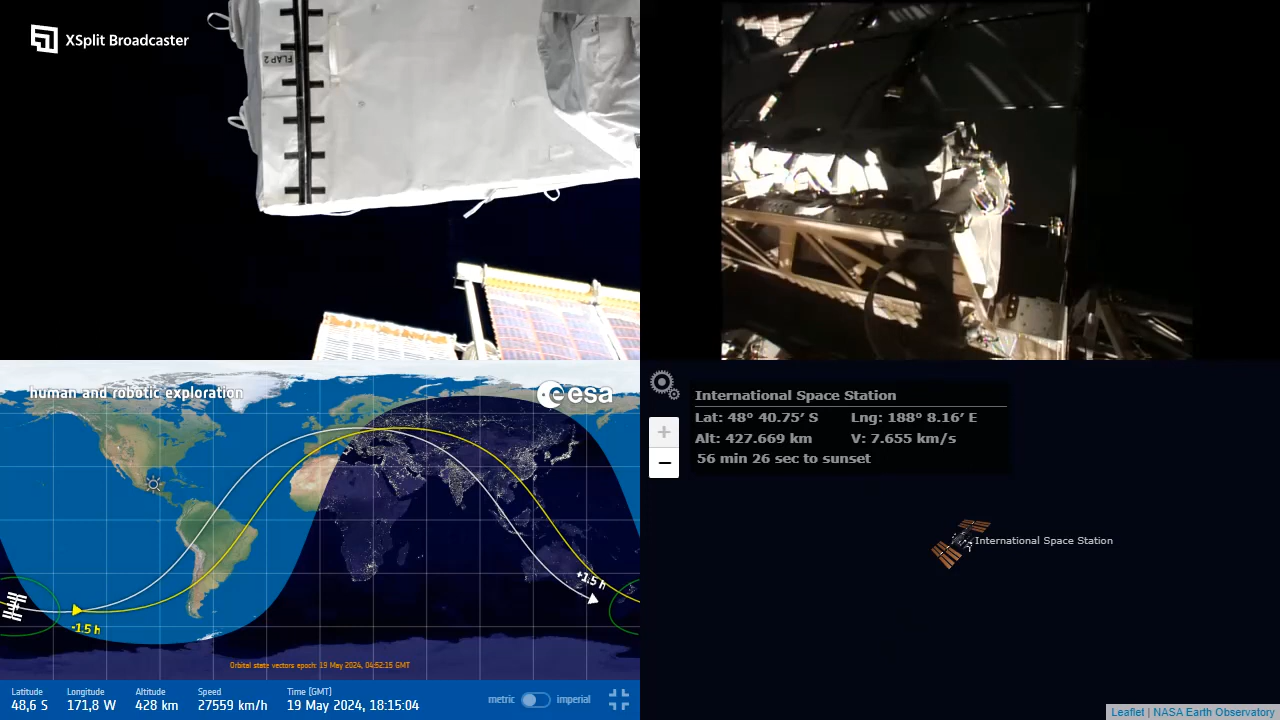 XSplit Broadcaster
FLAP 2
human and robotic exploration
esa
+1.5 h
-1.5 h
Orbital state vectors epoch: 19 May 2024, 04:52:15 GMT
Latitude Longitude Altitude Speed Time (GMT)
48,6 S 171,8 W 428 km 27559 km/h 19 May 2024, 18:15:04
metric imperial
International Space Station
Lat: 48° 40.75′ S Lng: 188° 8.16′ E
Alt: 427.669 km V: 7.655 km/s
56 min 26 sec to sunset
+
−
International Space Station
Leaflet | NASA Earth Observatory